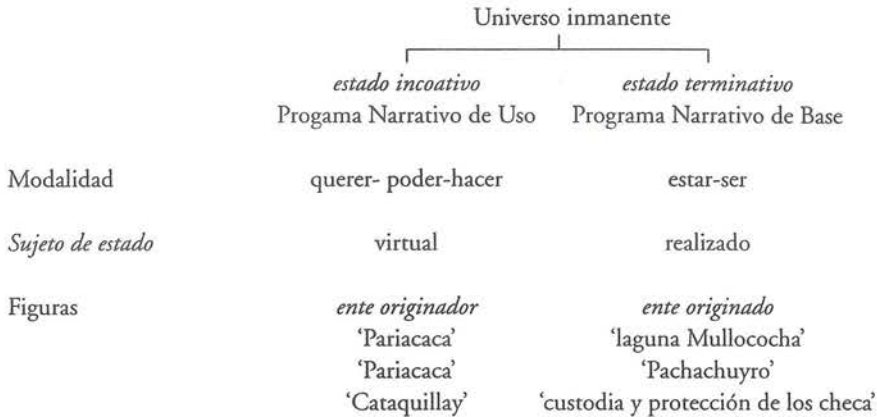 Universo inmanente
estado incoativo estado terminativo
Progama Narrativo de Uso Programa Narrativo de Base
Modalidad querer- poder-hacer estar-ser
Sujeto de estado virtual realizado
Figuras ente originador ente originado
‘Pariacaca’ ‘laguna Mullococha’
‘Pariacaca’ ‘Pachachuyro’
‘Cataquillay’ ‘custodia y protección de los checa’